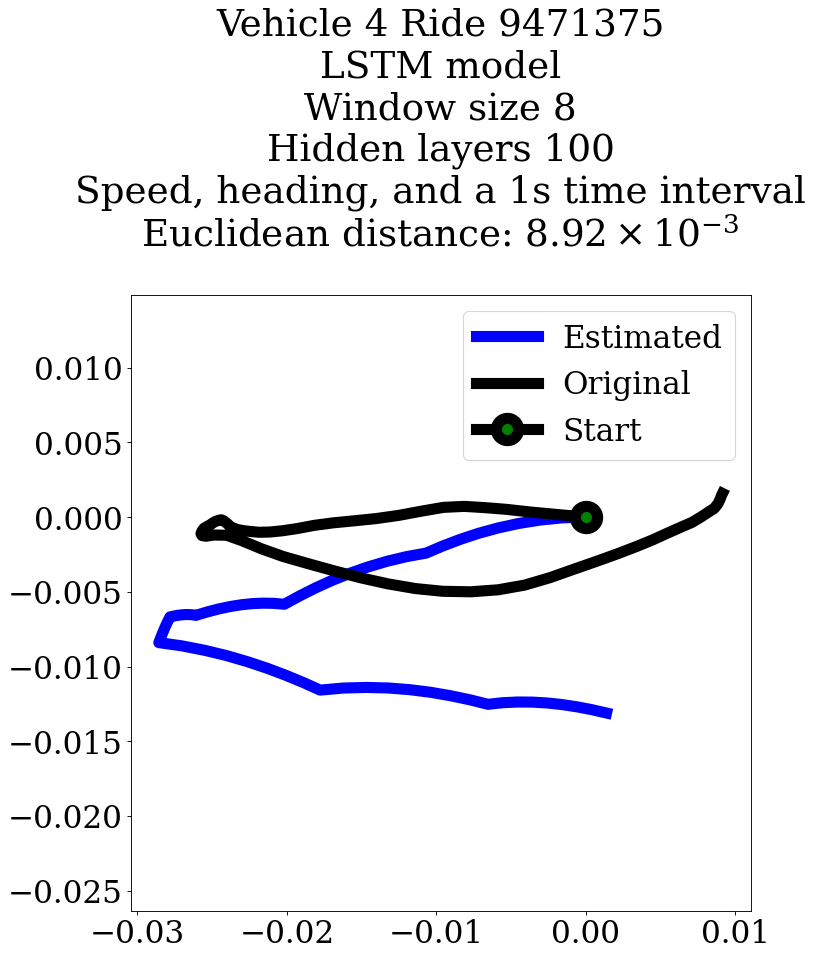 Vehicle 4 Ride 9471375
LSTM model
Window size 8
Hidden layers 100
Speed, heading, and a 1s time interval
Euclidean distance: 8.92 × 10⁻³
Estimated
Original
Start
0.010
0.005
0.000
−0.005
−0.010
−0.015
−0.020
−0.025
−0.03
−0.02
−0.01
0.00
0.01